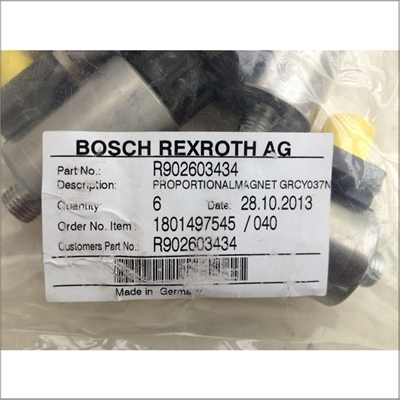 BOSCH REXROTH AG
Part No.: R902603434
Description: PROPORTIONALMAGNET GRCY037N
Quantity 6 Date: 28.10.2013
Order No. Item : 1801497545 / 040
Customers Part No.: R902603434
Made in Germany